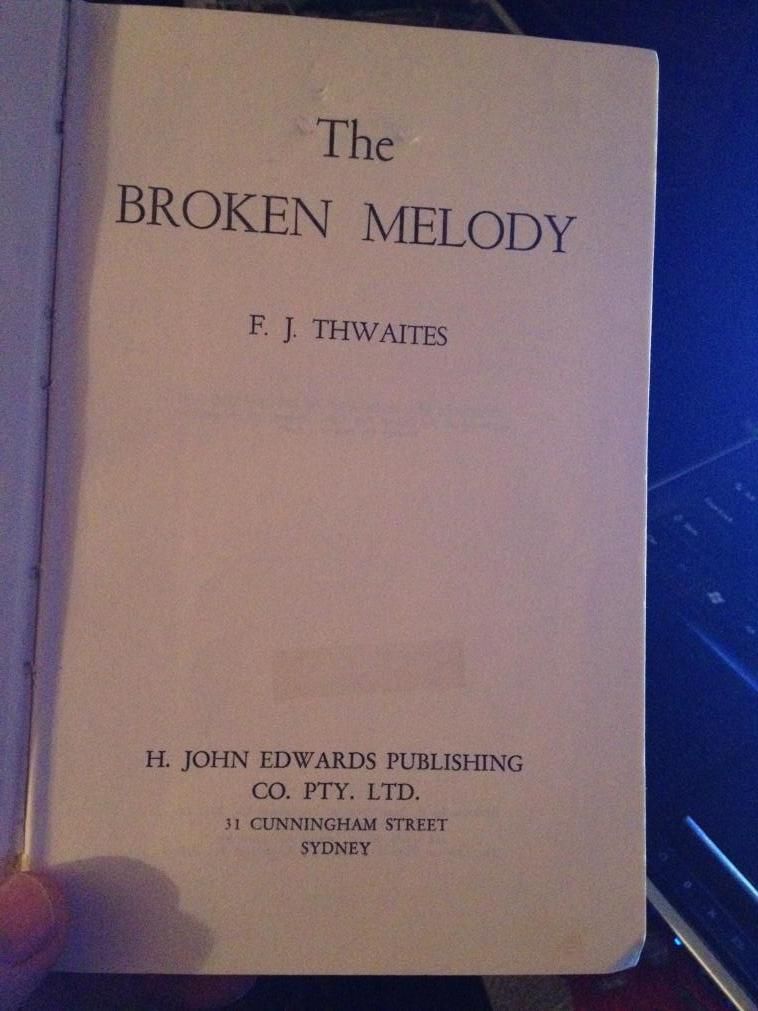 The
BROKEN MELODY
F. J. THWAITES
H. JOHN EDWARDS PUBLISHING
CO. PTY. LTD.
31 CUNNINGHAM STREET
SYDNEY